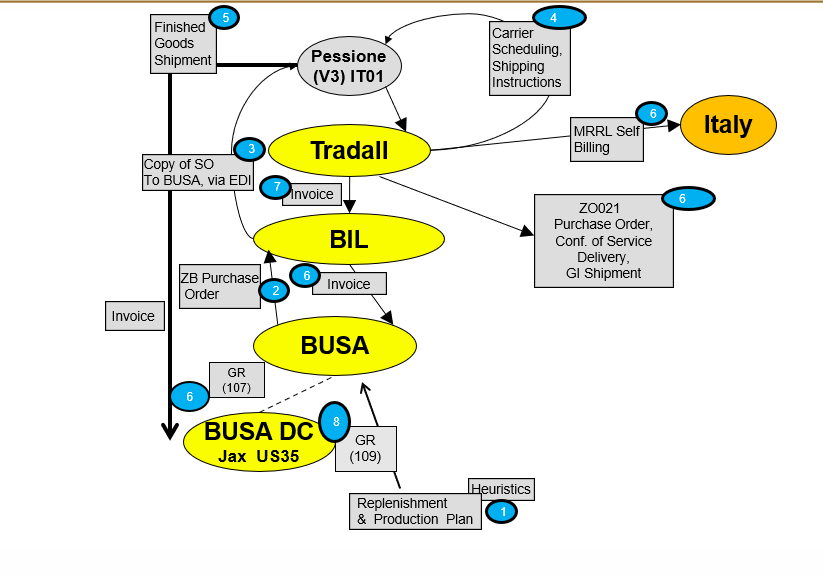 5
Finished
Goods
Shipment
4
Carrier
Scheduling,
Shipping
Instructions
Pessione
(V3) IT01
6
MRRL Self
Billing
Italy
Tradall
3
Copy of SO
To BUSA, via EDI
7
Invoice
6
ZO021
Purchase Order,
Conf. of Service
Delivery,
GI Shipment
BIL
ZB Purchase
Order
2
6
Invoice
Invoice
BUSA
GR
(107)
6
BUSA DC
Jax US35
8
GR
(109)
Heuristics
Replenishment
& Production Plan
1